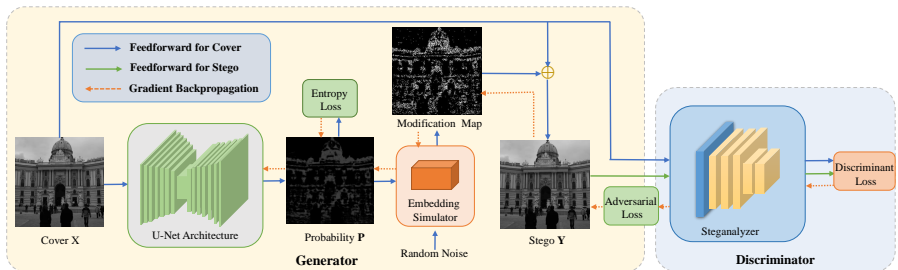 Feedforward for Cover
Feedforward for Stego
Gradient Backpropagation
Entropy
Loss
Modification Map
Cover X
U-Net Architecture
Probability P
Embedding
Simulator
Random Noise
Generator
Stego Y
Adversarial
Loss
Steganalyzer
Discriminant
Loss
Discriminator